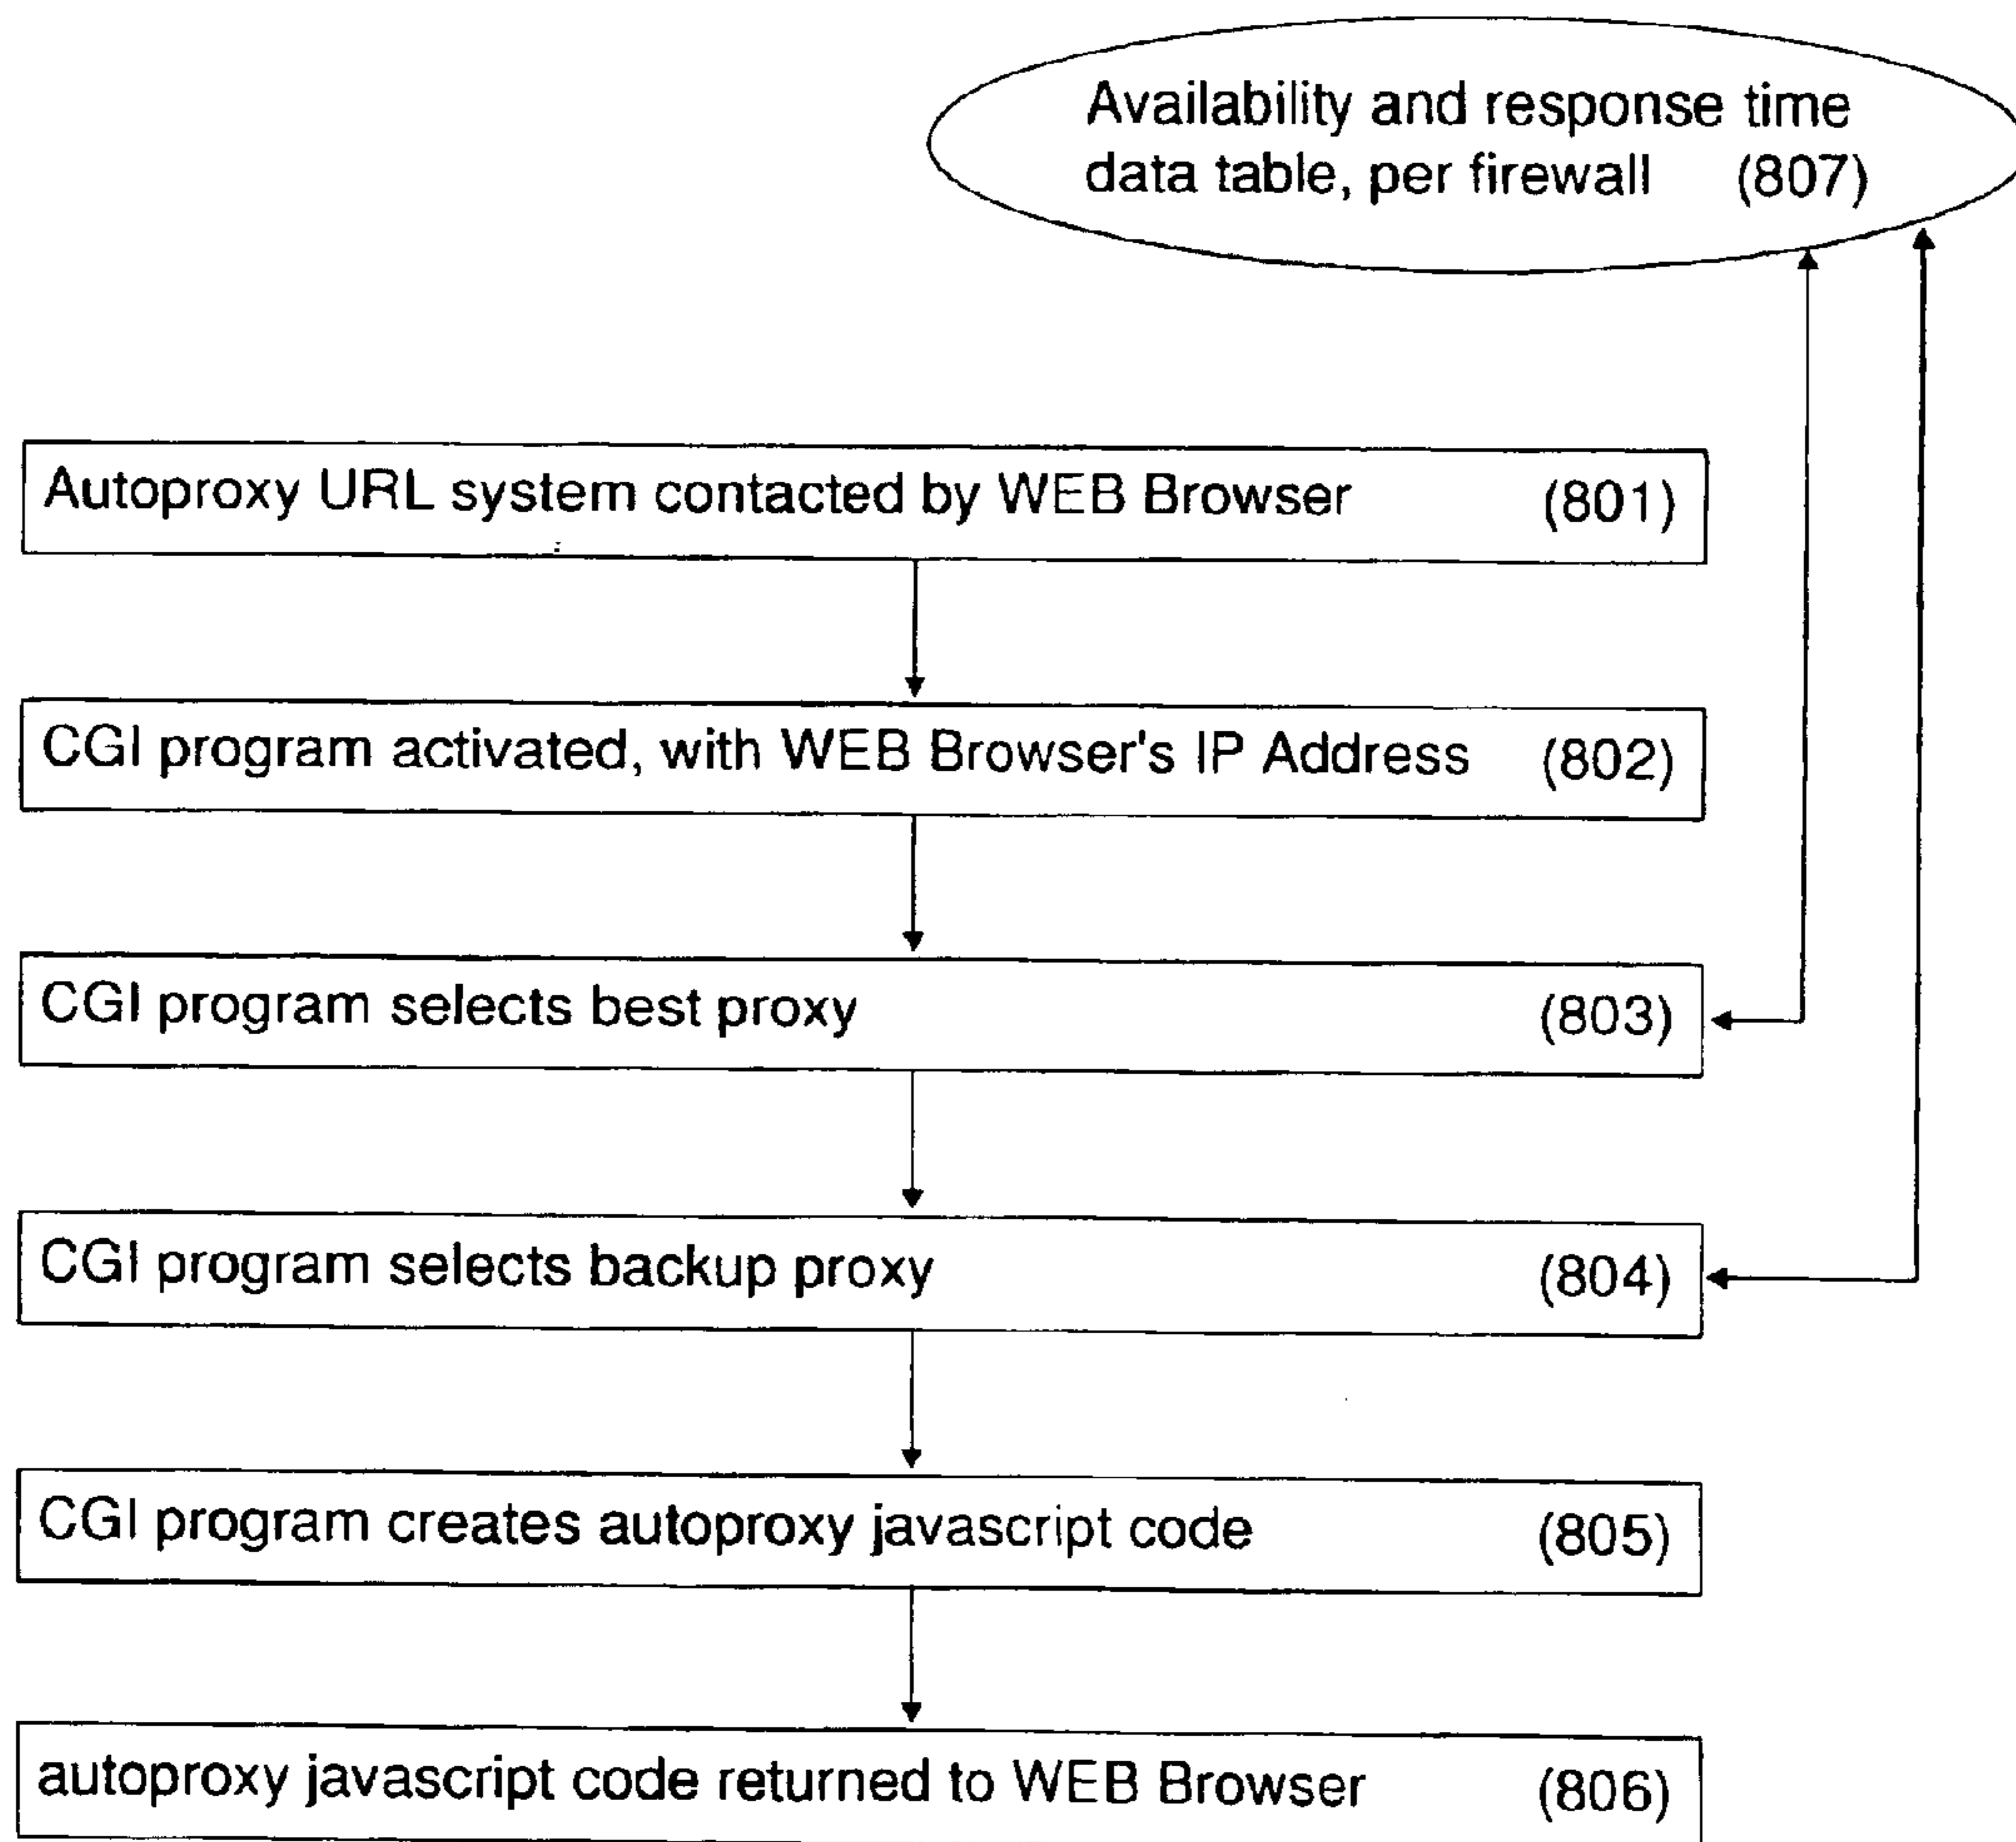 Availability and response time
data table, per firewall (807)
Autoproxy URL system contacted by WEB Browser (801)
CGI program activated, with WEB Browser's IP Address (802)
CGI program selects best proxy (803)
CGI program selects backup proxy (804)
CGI program creates autoproxy javascript code (805)
autoproxy javascript code returned to WEB Browser (806)